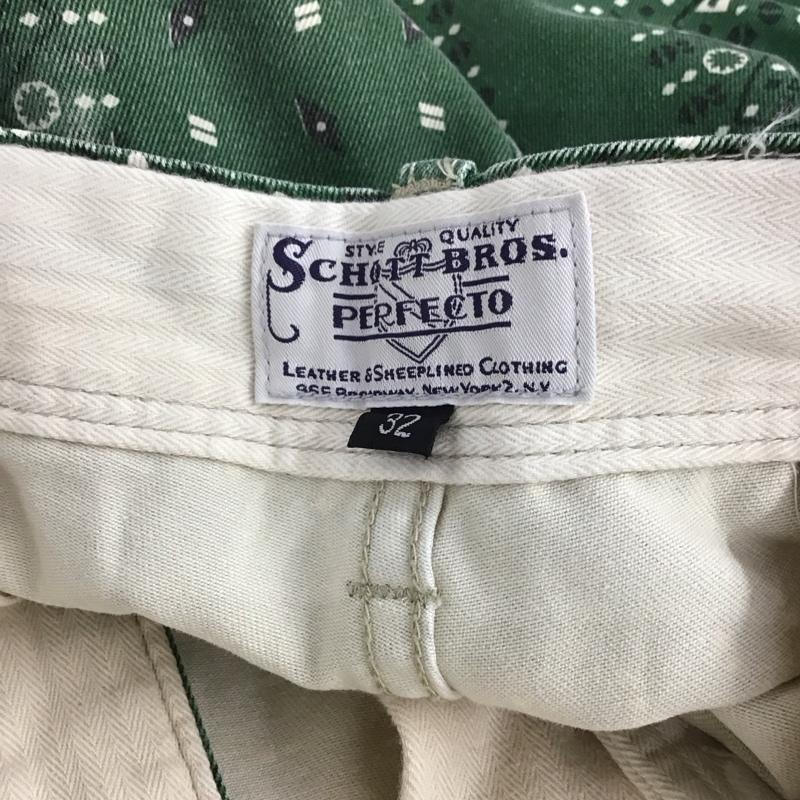 STYLE QUALITY
SCHOTT BROS.
PERFECTO
LEATHER & SHEEPLINED CLOTHING
NEW YORK 2, N.Y.
32